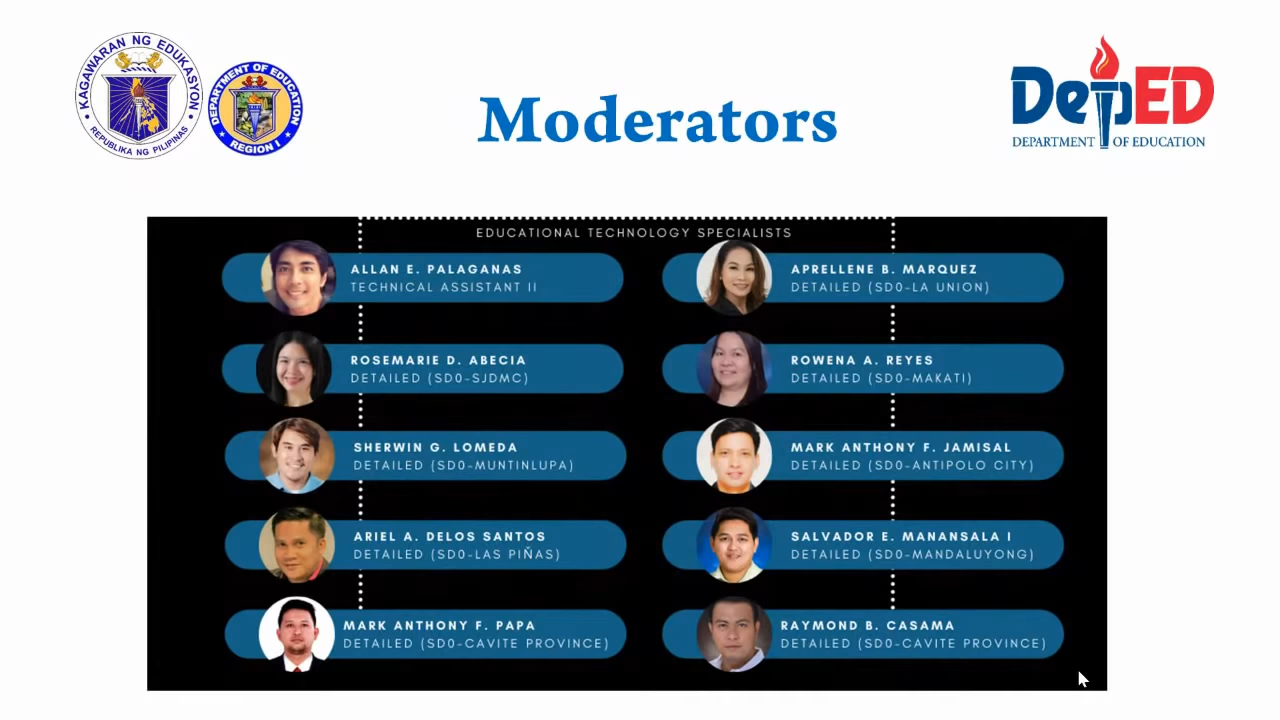 KAGAWARAN NG EDUKASYON
REPUBLIKA NG PILIPINAS
DEPARTMENT OF EDUCATION
REGION I
Moderators
DepED
DEPARTMENT OF EDUCATION
EDUCATIONAL TECHNOLOGY SPECIALISTS
ALLAN E. PALAGANAS
TECHNICAL ASSISTANT II
APRELLENE B. MARQUEZ
DETAILED (SD0-LA UNION)
ROSEMARIE D. ABECIA
DETAILED (SD0-SJDMC)
ROWENA A. REYES
DETAILED (SD0-MAKATI)
SHERWIN G. LOMEDA
DETAILED (SD0-MUNTINLUPA)
MARK ANTHONY F. JAMISAL
DETAILED (SD0-ANTIPOLO CITY)
ARIEL A. DELOS SANTOS
DETAILED (SD0-LAS PIÑAS)
SALVADOR E. MANANSALA I
DETAILED (SD0-MANDALUYONG)
MARK ANTHONY F. PAPA
DETAILED (SD0-CAVITE PROVINCE)
RAYMOND B. CASAMA
DETAILED (SD0-CAVITE PROVINCE)